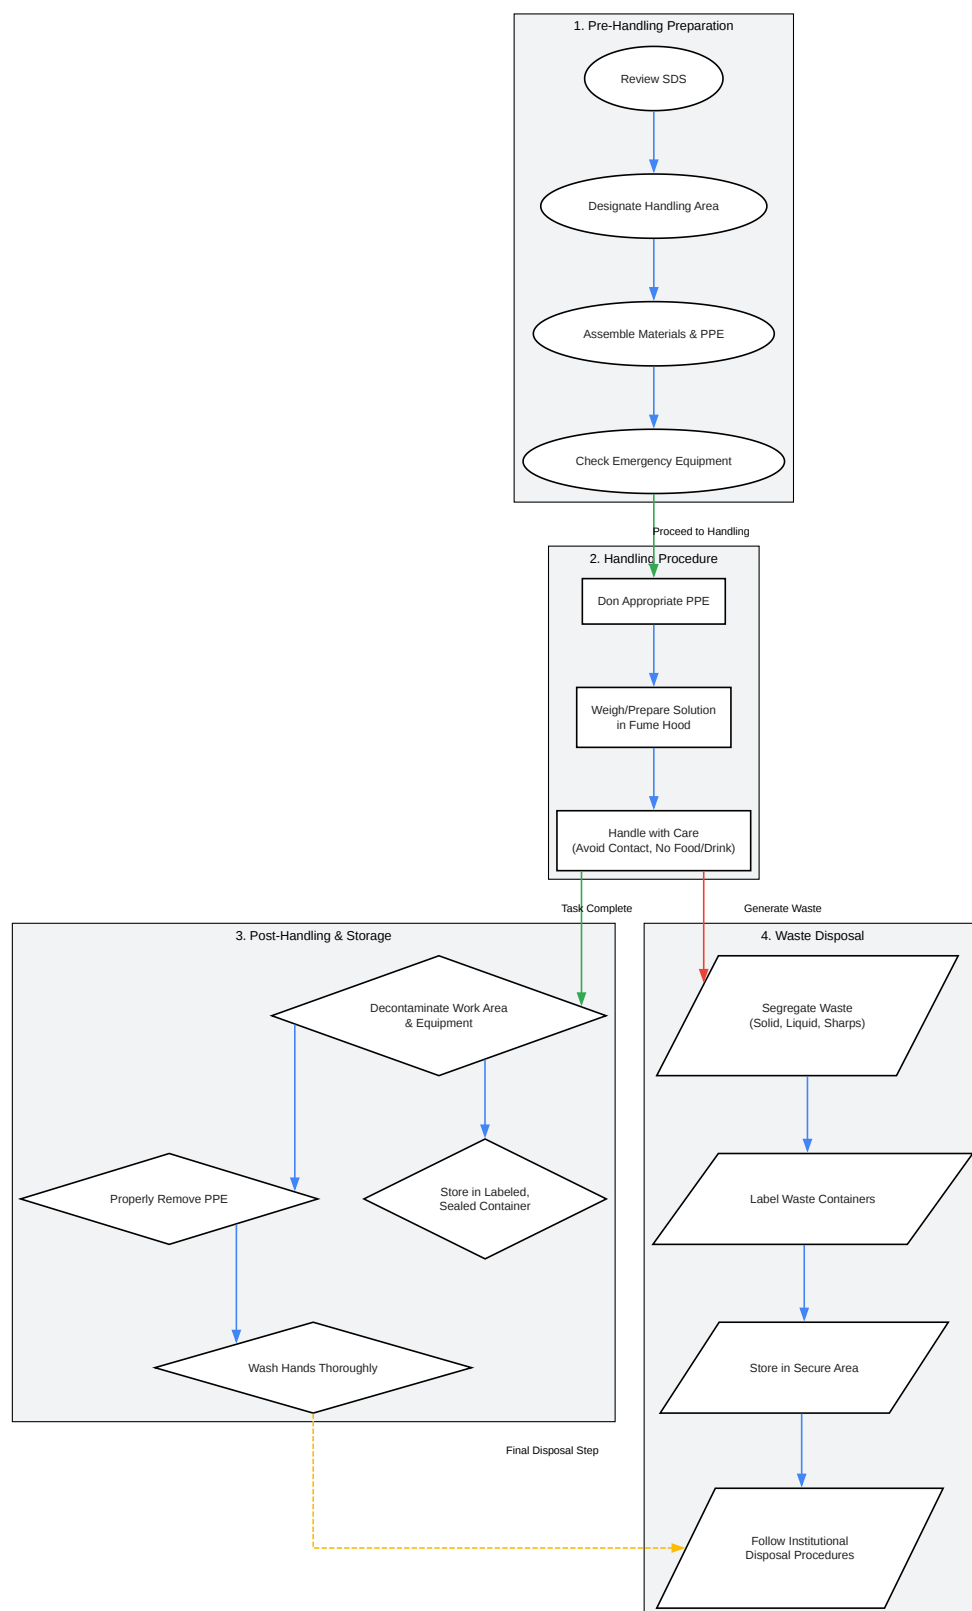 1. Pre-Handling Preparation
Review SDS
Designate Handling Area
Assemble Materials & PPE
Check Emergency Equipment
Proceed to Handling
2. Handling Procedure
Don Appropriate PPE
Weigh/Prepare Solution
in Fume Hood
Handle with Care
(Avoid Contact, No Food/Drink)
Task Complete
Generate Waste
3. Post-Handling & Storage
Decontaminate Work Area
& Equipment
Properly Remove PPE
Store in Labeled,
Sealed Container
Wash Hands Thoroughly
4. Waste Disposal
Segregate Waste
(Solid, Liquid, Sharps)
Label Waste Containers
Store in Secure Area
Final Disposal Step
Follow Institutional
Disposal Procedures